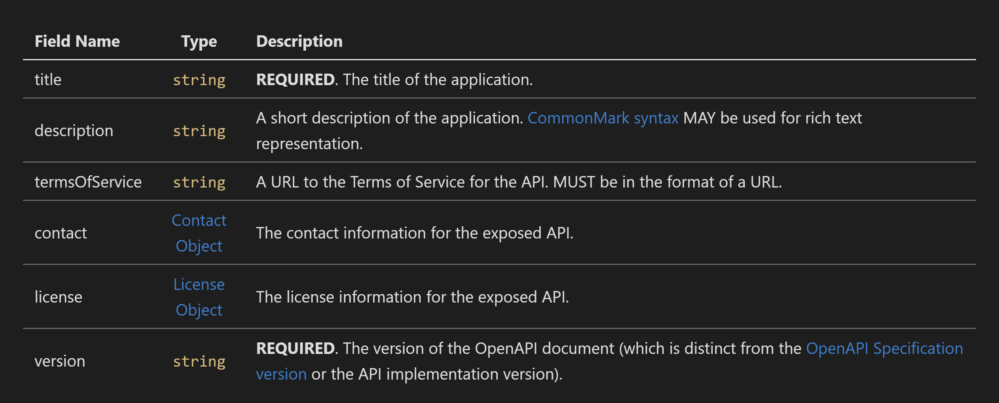 Field Name Type Description
title string REQUIRED. The title of the application.
description string A short description of the application. CommonMark syntax MAY be used for rich text
representation.
termsOfService string A URL to the Terms of Service for the API. MUST be in the format of a URL.
contact Contact
Object The contact information for the exposed API.
license License
Object The license information for the exposed API.
version string REQUIRED. The version of the OpenAPI document (which is distinct from the OpenAPI Specification
version or the API implementation version).